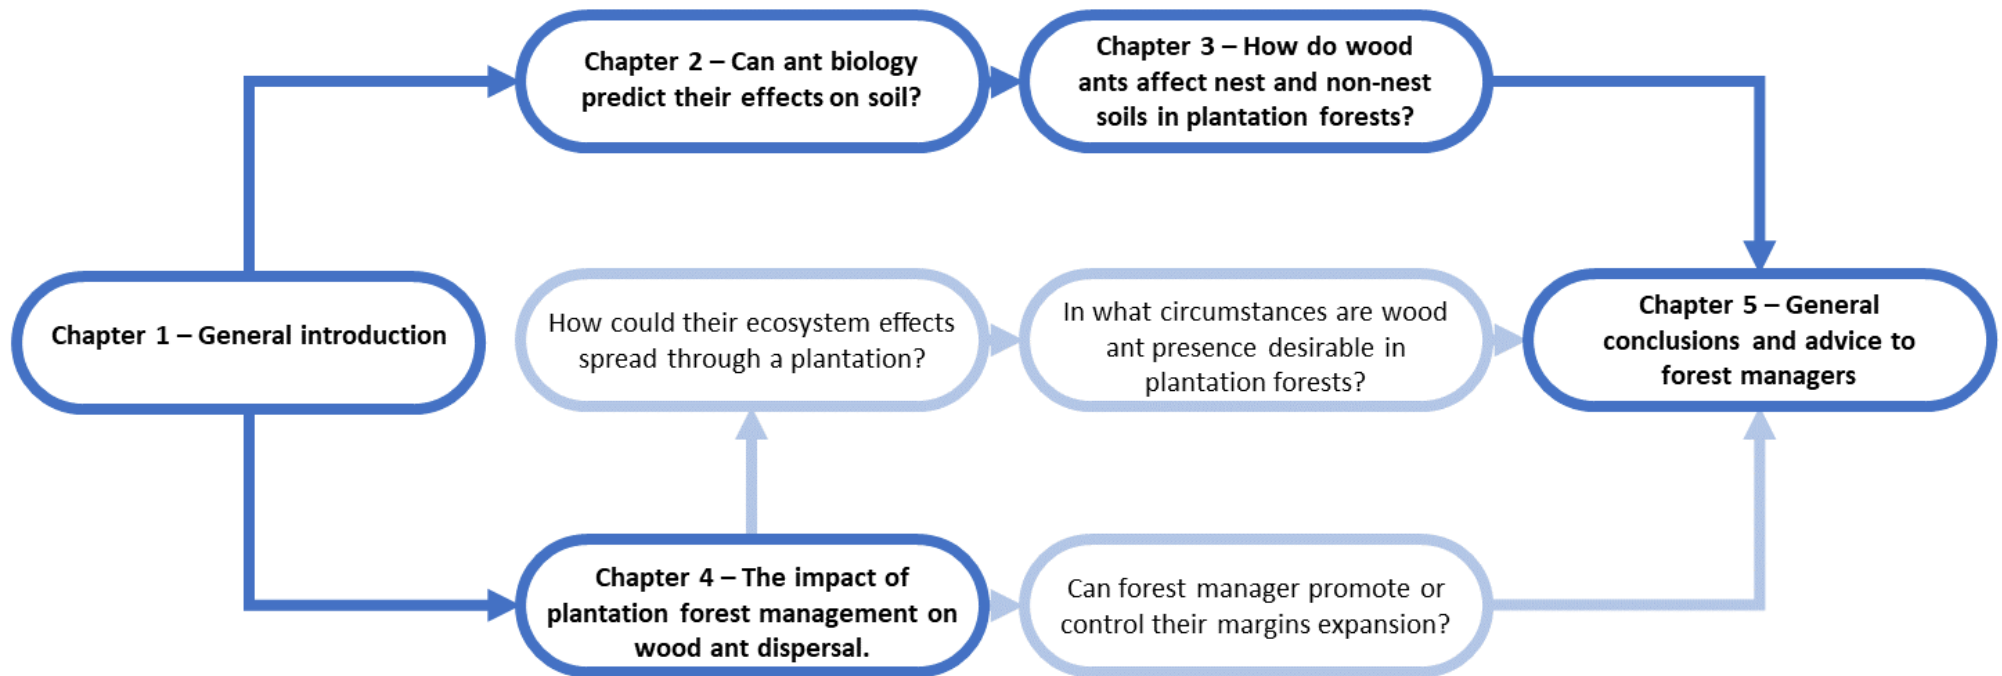 Chapter 2 – Can ant biology
predict their effects on soil?
Chapter 3 – How do wood
ants affect nest and non-nest
soils in plantation forests?
Chapter 1 – General introduction
How could their ecosystem effects
spread through a plantation?
In what circumstances are wood
ant presence desirable in
plantation forests?
Chapter 5 – General
conclusions and advice to
forest managers
Chapter 4 – The impact of
plantation forest management on
wood ant dispersal.
Can forest manager promote or
control their margins expansion?